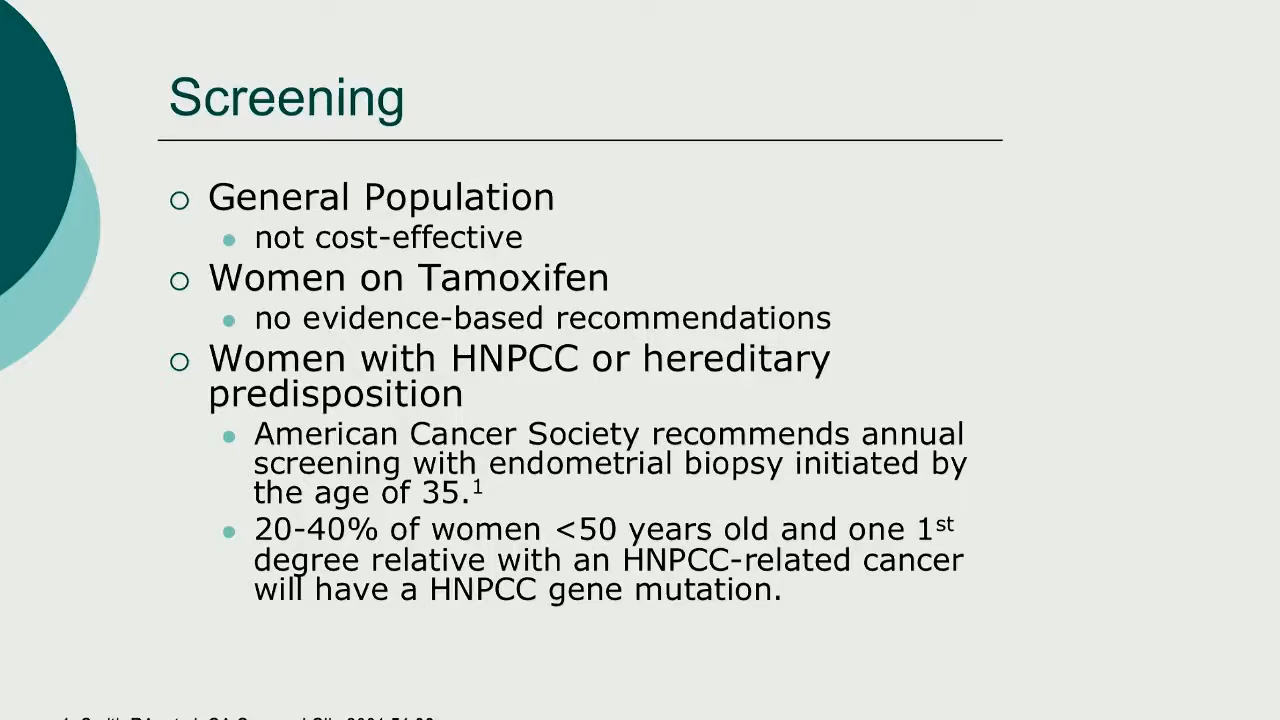 Screening
General Population
not cost-effective
Women on Tamoxifen
no evidence-based recommendations
Women with HNPCC or hereditary
predisposition
American Cancer Society recommends annual
screening with endometrial biopsy initiated by
the age of 35.1
20-40% of women <50 years old and one 1st
degree relative with an HNPCC-related cancer
will have a HNPCC gene mutation.